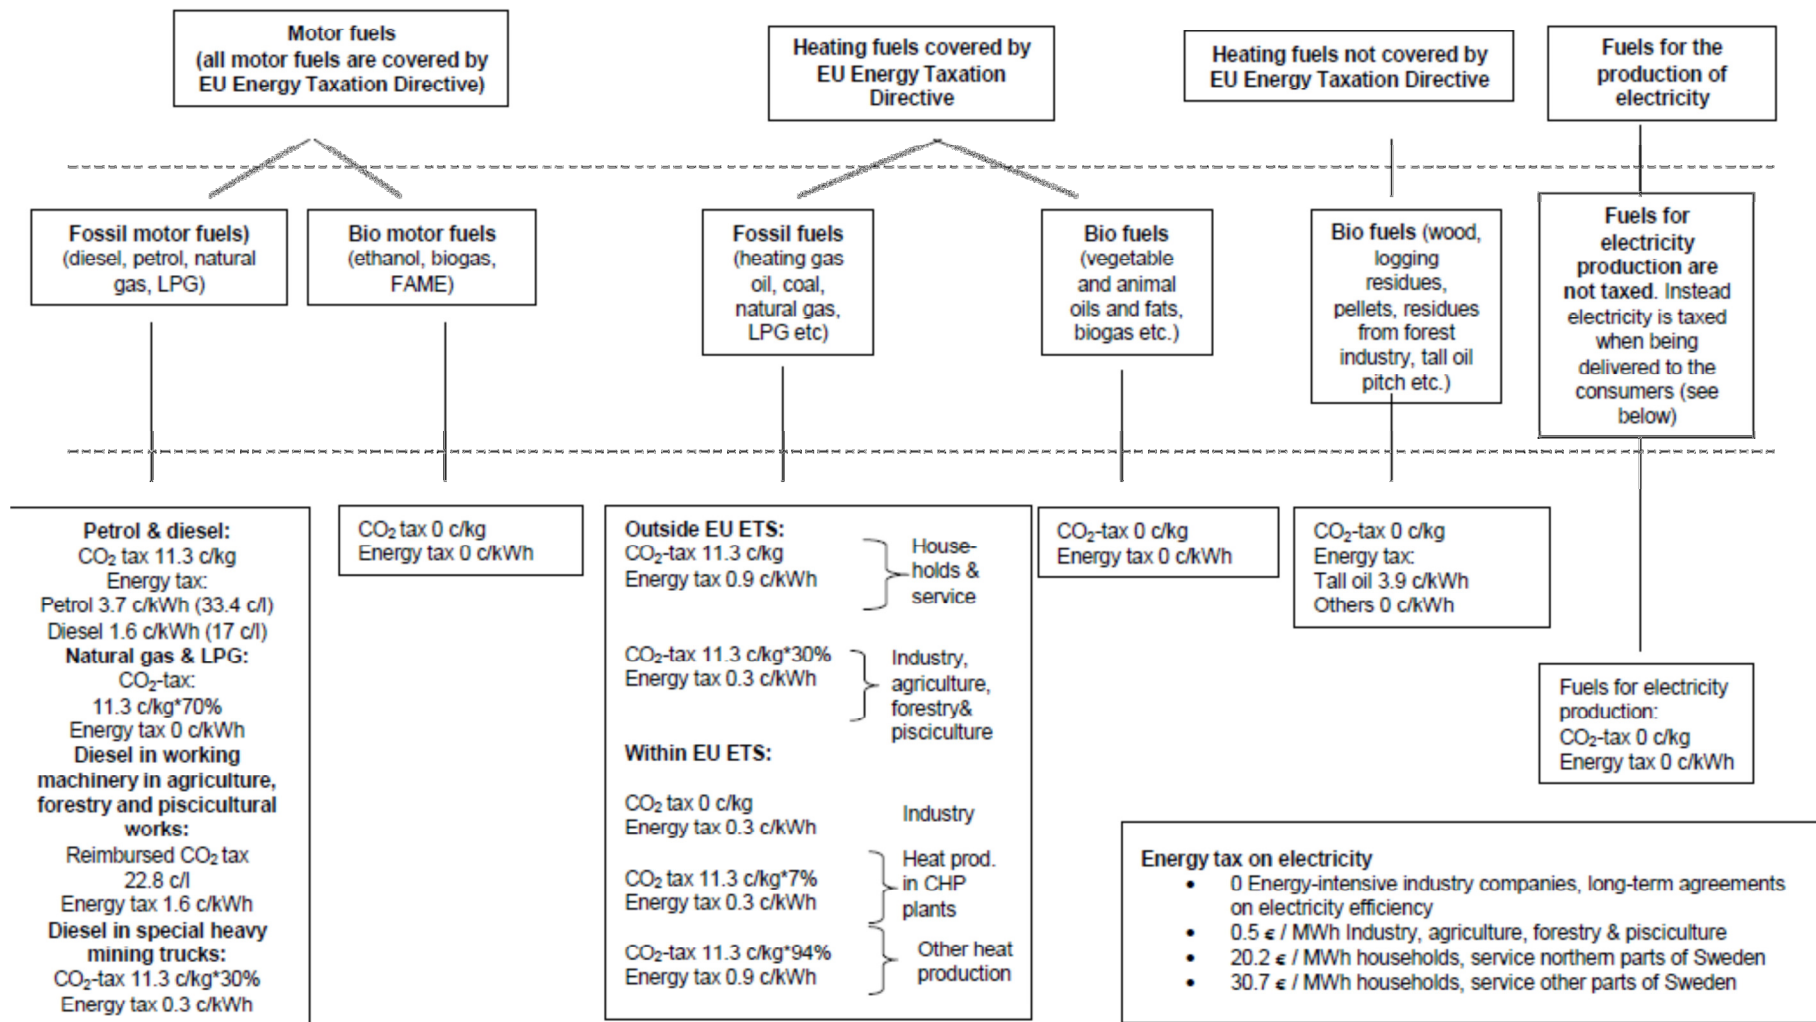 Motor fuels
(all motor fuels are covered by
EU Energy Taxation Directive)
Heating fuels covered by
EU Energy Taxation
Directive
Heating fuels not covered by
EU Energy Taxation Directive
Fuels for the
production of
electricity
Fossil motor fuels)
(diesel, petrol, natural
gas, LPG)
Bio motor fuels
(ethanol, biogas,
FAME)
Fossil fuels
(heating gas
oil, coal,
natural gas,
LPG etc)
Bio fuels
(vegetable
and animal
oils and fats,
biogas etc.)
Bio fuels (wood,
logging
residues,
pellets, residues
from forest
industry, tall oil
pitch etc.)
Fuels for
electricity
production are
not taxed. Instead
electricity is taxed
when being
delivered to the
consumers (see
below)
Petrol & diesel:
CO₂ tax 11.3 c/kg
Energy tax:
Petrol 3.7 c/kWh (33.4 c/l)
Diesel 1.6 c/kWh (17 c/l)
Natural gas & LPG:
CO₂-tax:
11.3 c/kg*70%
Energy tax 0 c/kWh
Diesel in working
machinery in agriculture,
forestry and piscicultural
works:
Reimbursed CO₂ tax
22.8 c/l
Energy tax 1.6 c/kWh
Diesel in special heavy
mining trucks:
CO₂-tax 11.3 c/kg*30%
Energy tax 0.3 c/kWh
CO₂ tax 0 c/kg
Energy tax 0 c/kWh
Outside EU ETS:
CO₂-tax 11.3 c/kg
Energy tax 0.9 c/kWh
House-
holds &
service
CO₂-tax 11.3 c/kg*30%
Energy tax 0.3 c/kWh
Industry,
agriculture,
forestry&
pisciculture
Within EU ETS:
CO₂ tax 0 c/kg
Energy tax 0.3 c/kWh
Industry
CO₂ tax 11.3 c/kg*7%
Energy tax 0.3 c/kWh
Heat prod.
in CHP
plants
CO₂-tax 11.3 c/kg*94%
Energy tax 0.9 c/kWh
Other heat
production
CO₂-tax 0 c/kg
Energy tax 0 c/kWh
CO₂-tax 0 c/kg
Energy tax:
Tall oil 3.9 c/kWh
Others 0 c/kWh
Fuels for electricity
production:
CO₂-tax 0 c/kg
Energy tax 0 c/kWh
Energy tax on electricity
• 0 Energy-intensive industry companies, long-term agreements
on electricity efficiency
• 0.5 € / MWh Industry, agriculture, forestry & pisciculture
• 20.2 € / MWh households, service northern parts of Sweden
• 30.7 € / MWh households, service other parts of Sweden